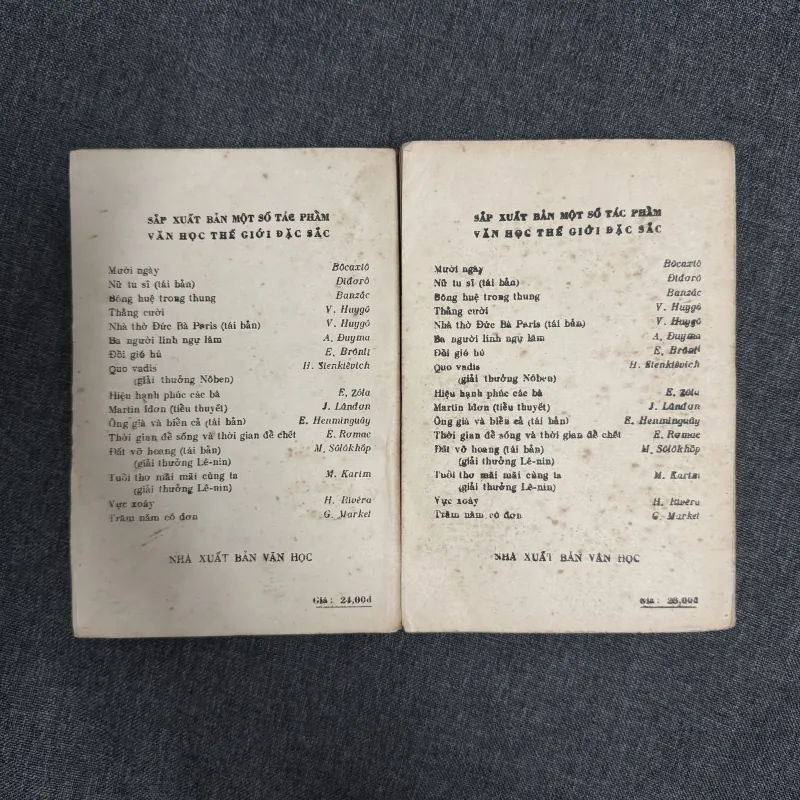 SẮP XUẤT BẢN MỘT SỐ TÁC PHẨM
VĂN HỌC THẾ GIỚI ĐẶC SẮC
Mười ngày Bôcaxiô
Nữ tu sĩ (tái bản) Điđơrô
Bông huệ trong thung Banzắc
Thằng cười V. Huygô
Nhà thờ Đức Bà Paris (tái bản) V. Huygô
Ba người lính ngự lâm A. Đuyma
Đồi gió hú E. Brônti
Quo vadis H. Sienkiêvich
(giải thưởng Nôben)
Hiệu hạnh phúc các bà E. Zôla
Martin Iđơn (tiểu thuyết) J. Lânđơn
Ông già và biển cả (tái bản) E. Henminguây
Thời gian để sống và thời gian để chết E. Rơmac
Đất vỡ hoang (tái bản) M. Sôlôkhôp
(giải thưởng Lê-nin)
Tuổi thơ mãi mãi cùng ta M. Karim
(giải thưởng Lê-nin)
Vực xoáy H. Rivêra
Trăm năm cô đơn G. Market
NHÀ XUẤT BẢN VĂN HỌC
Giá : 24,00đ
SẮP XUẤT BẢN MỘT SỐ TÁC PHẨM
VĂN HỌC THẾ GIỚI ĐẶC SẮC
Mười ngày Bôcaxiô
Nữ tu sĩ (tái bản) Điđơrô
Bông huệ trong thung Banzắc
Thằng cười V. Huygô
Nhà thờ Đức Bà Paris (tái bản) V. Huygô
Ba người lính ngự lâm A. Đuyma
Đồi gió hú E. Brônti
Quo vadis H. Sienkiêvich
(giải thưởng Nôben)
Hiệu hạnh phúc các bà E. Zôla
Martin Iđơn (tiểu thuyết) J. Lânđơn
Ông già và biển cả (tái bản) E. Henminguây
Thời gian để sống và thời gian để chết E. Rơmac
Đất vỡ hoang (tái bản) M. Sôlôkhôp
(giải thưởng Lê-nin)
Tuổi thơ mãi mãi cùng ta M. Karim
(giải thưởng Lê-nin)
Vực xoáy H. Rivêra
Trăm năm cô đơn G. Market
NHÀ XUẤT BẢN VĂN HỌC
Giá :